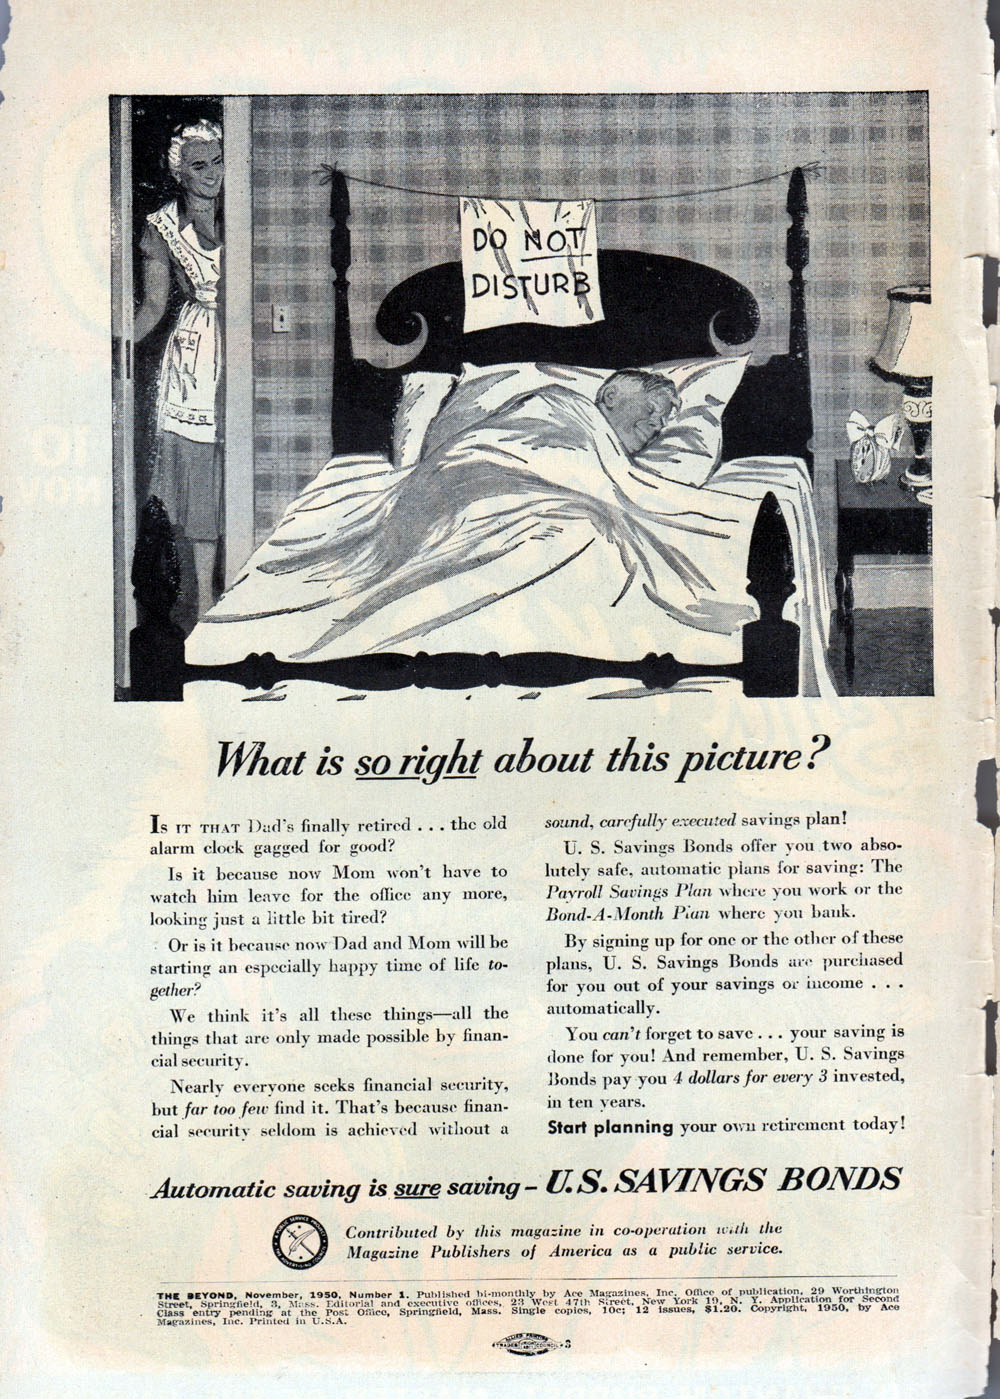 DO NOT
DISTURB
What is so right about this picture?
IS IT THAT Dad's finally retired . . . the old
alarm clock gagged for good?
Is it because now Mom won't have to
watch him leave for the office any more,
looking just a little bit tired?
Or is it because now Dad and Mom will be
starting an especially happy time of life to-
gether?
We think it's all these things—all the
things that are only made possible by finan-
cial security.
Nearly everyone seeks financial security,
but far too few find it. That's because finan-
cial security seldom is achieved without a
sound, carefully executed savings plan!
U. S. Savings Bonds offer you two abso-
lutely safe, automatic plans for saving: The
Payroll Savings Plan where you work or the
Bond-A-Month Plan where you bank.
By signing up for one or the other of these
plans, U. S. Savings Bonds are purchased
for you out of your savings or income . . .
automatically.
You can't forget to save . . . your saving is
done for you! And remember, U. S. Savings
Bonds pay you 4 dollars for every 3 invested,
in ten years.
Start planning your own retirement today!
Automatic saving is sure saving – U.S. SAVINGS BONDS
Contributed by this magazine in co-operation with the
Magazine Publishers of America as a public service.
THE BEYOND, November, 1950, Number 1. Published bi-monthly by Ace Magazines, Inc. Office of publication, 29 Worthington
Street, Springfield, 3, Mass. Editorial and executive offices, 23 West 47th Street, New York 19, N. Y. Application for Second
Class entry pending at the Post Office, Springfield, Mass. Single copies, 10c; 12 issues, $1.20. Copyright, 1950, by Ace
Magazines, Inc. Printed in U.S.A.
ALLIED PRINTING
TRADES UNION LABEL COUNCIL 3